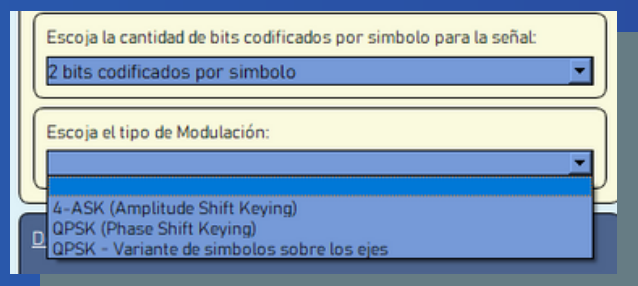 Escoja la cantidad de bits codificados por simbolo para la señal:
2 bits codificados por simbolo
Escoja el tipo de Modulación:
4-ASK (Amplitude Shift Keying)
QPSK (Phase Shift Keying)
QPSK - Variante de simbolos sobre los ejes
D